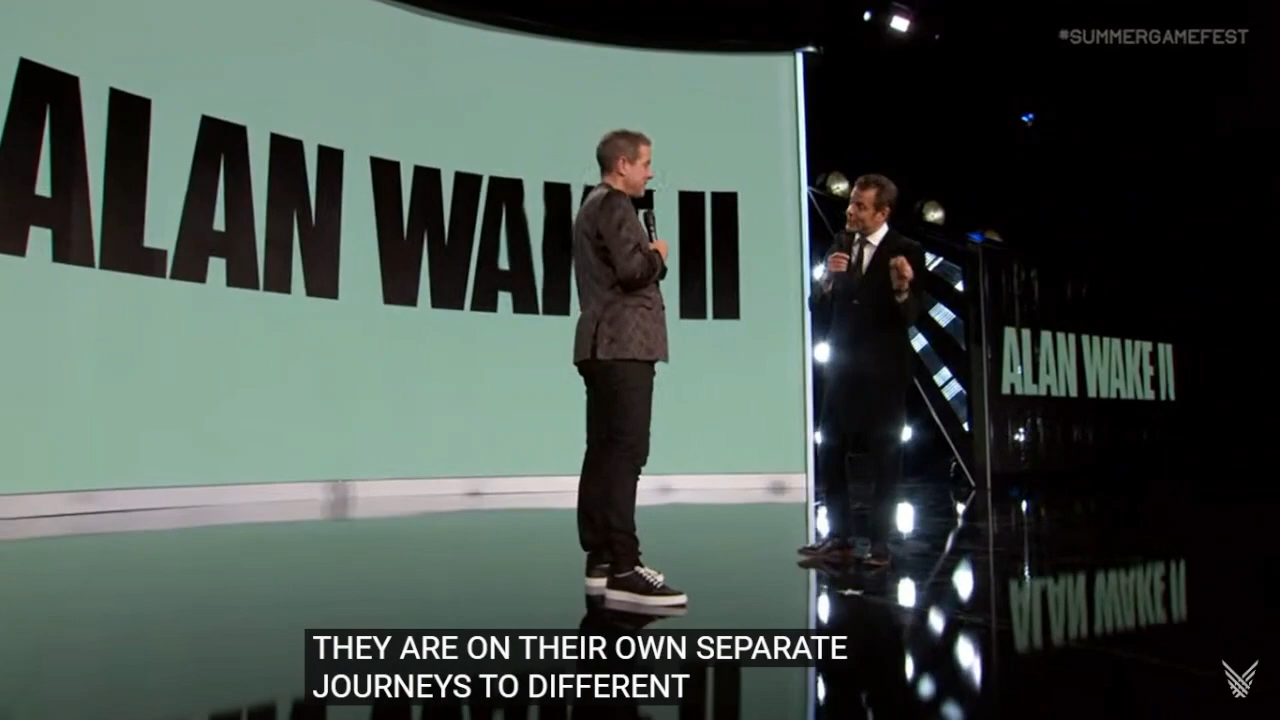 #SUMMERGAMEFEST
ALAN WAKE II
ALAN WAKE II
THEY ARE ON THEIR OWN SEPARATE
JOURNEYS TO DIFFERENT